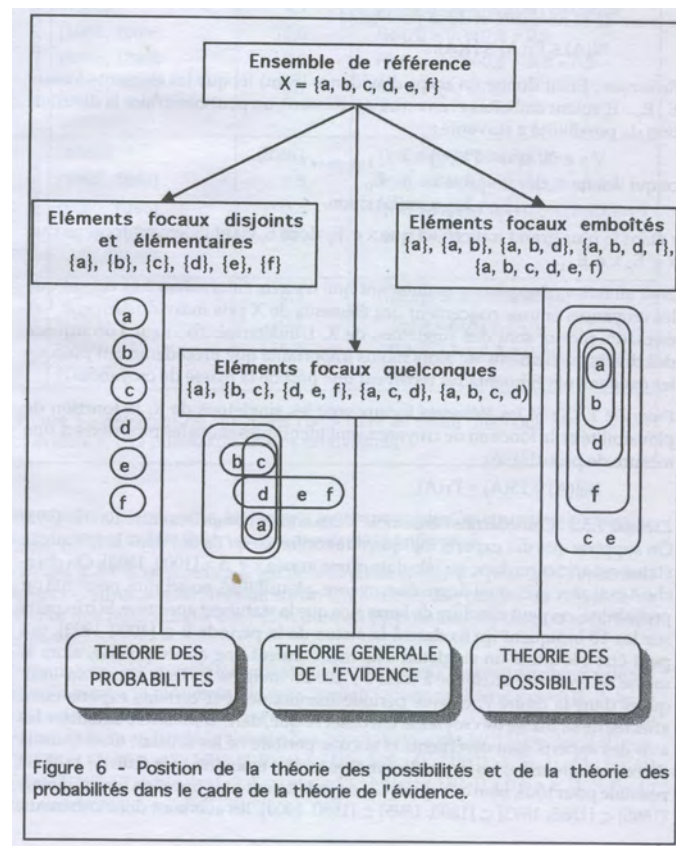 Ensemble de référence
X = {a, b, c, d, e, f}
Eléments focaux disjoints
et élémentaires
{a}, {b}, {c}, {d}, {e}, {f}
Eléments focaux emboîtés
{a}, {a, b}, {a, b, d}, {a, b, d, f},
{a, b, c, d, e, f)
Eléments focaux quelconques
{a}, {b, c}, {d, e, f}, {a, c, d}, {a, b, c, d)
a
b
c
d
e
f
b c
d e f
a
a
b
d
f
c e
THEORIE DES
PROBABILITES
THEORIE GENERALE
DE L'EVIDENCE
THEORIE DES
POSSIBILITES
Figure 6 - Position de la théorie des possibilités et de la théorie des
probabilités dans le cadre de la théorie de l'évidence.